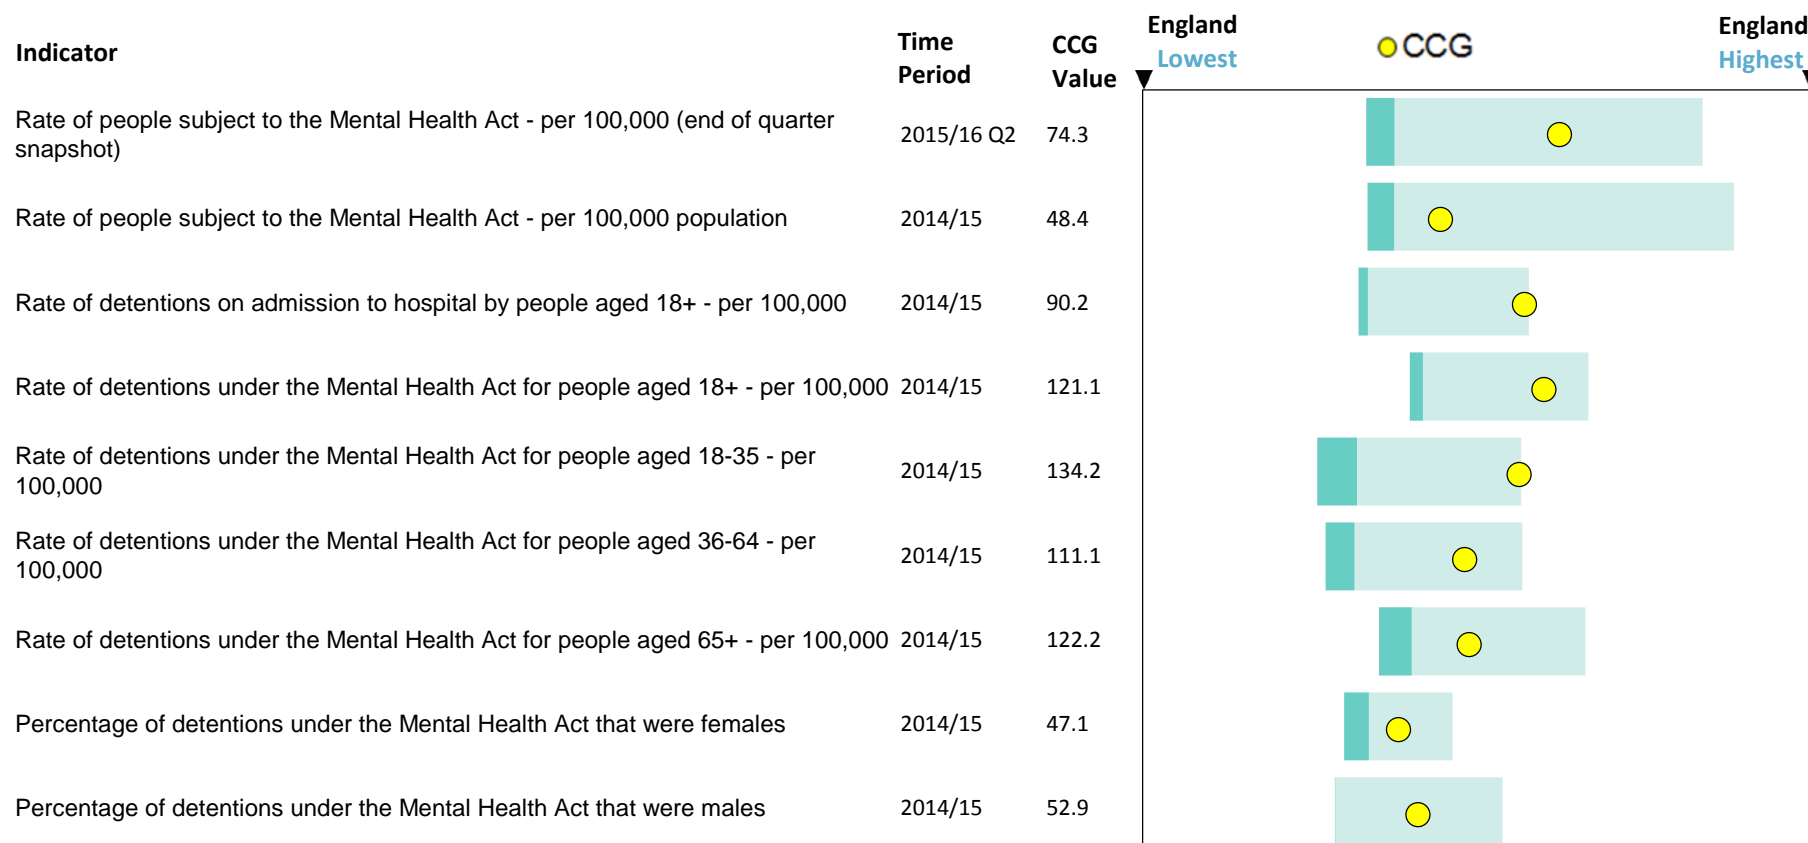 Indicator
Time Period
CCG Value
England Lowest
CCG
England Highest
Rate of people subject to the Mental Health Act - per 100,000 (end of quarter
snapshot)
2015/16 Q2
74.3
Rate of people subject to the Mental Health Act - per 100,000 population
2014/15
48.4
Rate of detentions on admission to hospital by people aged 18+ - per 100,000
2014/15
90.2
Rate of detentions under the Mental Health Act for people aged 18+ - per 100,000
2014/15
121.1
Rate of detentions under the Mental Health Act for people aged 18-35 - per
100,000
2014/15
134.2
Rate of detentions under the Mental Health Act for people aged 36-64 - per
100,000
2014/15
111.1
Rate of detentions under the Mental Health Act for people aged 65+ - per 100,000
2014/15
122.2
Percentage of detentions under the Mental Health Act that were females
2014/15
47.1
Percentage of detentions under the Mental Health Act that were males
2014/15
52.9